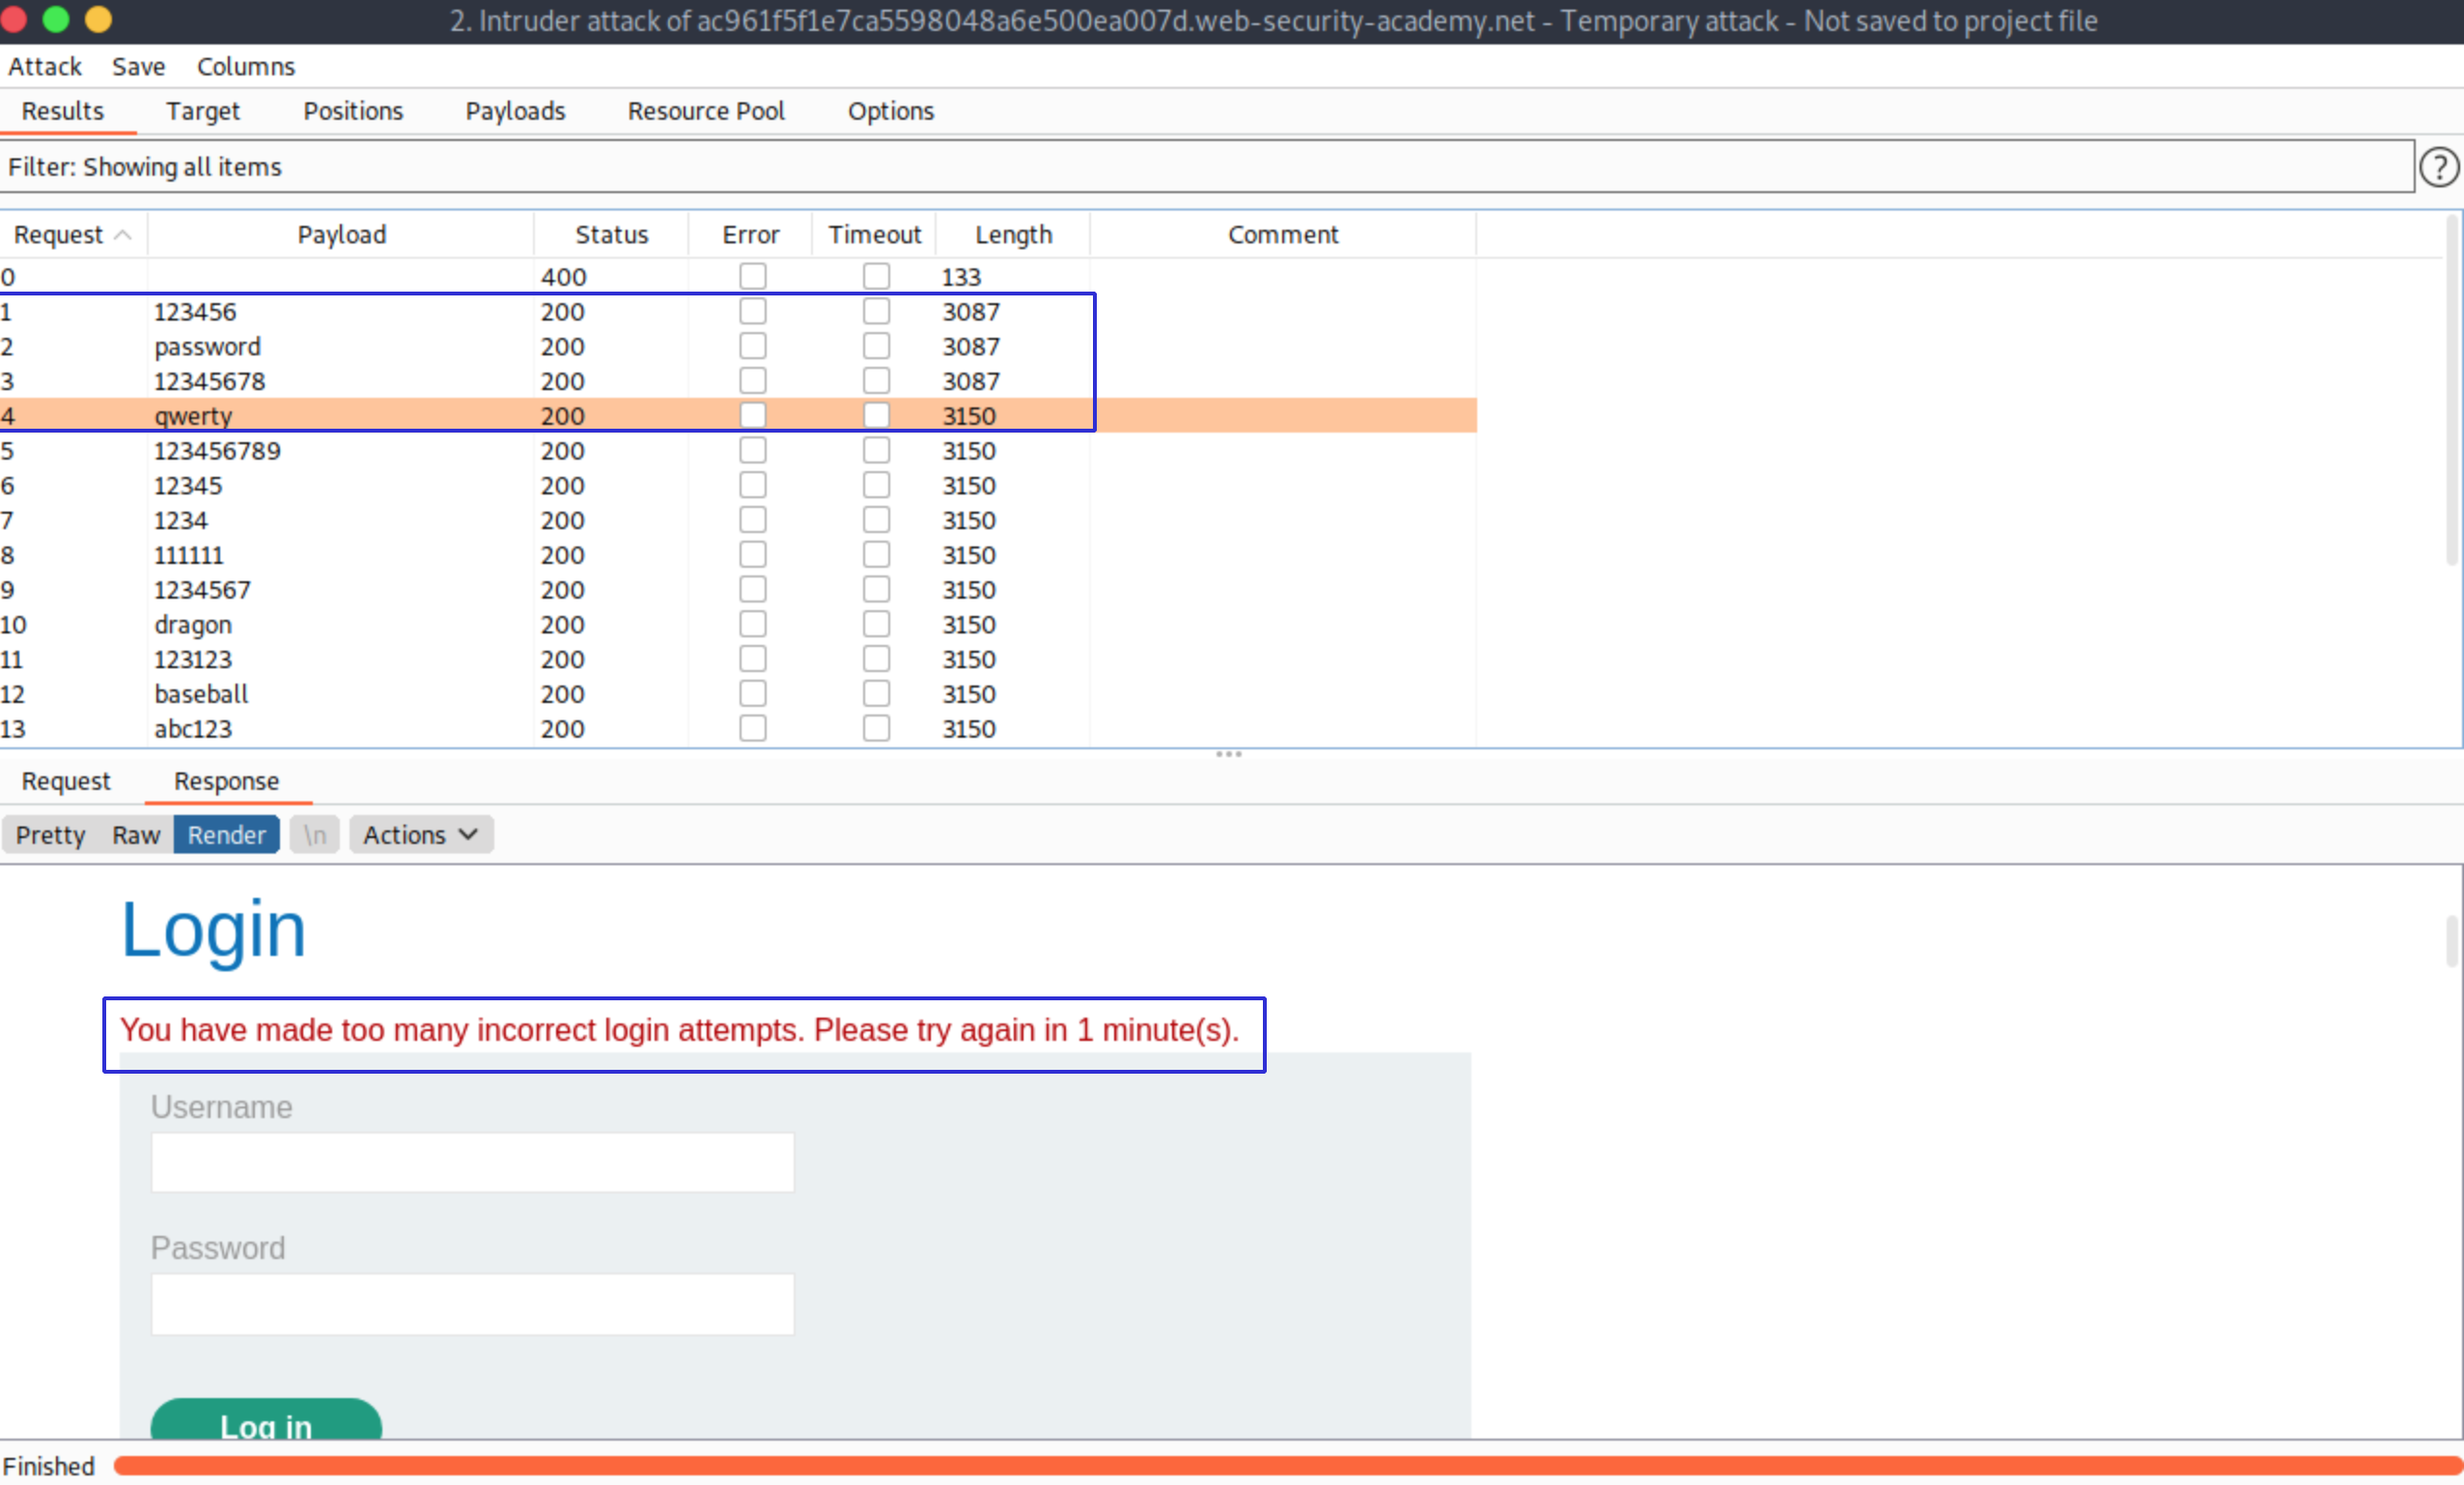 2. Intruder attack of ac961f5f1e7ca5598048a6e500ea007d.web-security-academy.net - Temporary attack - Not saved to project file
Attack Save Columns
Results Target Positions Payloads Resource Pool Options
Filter: Showing all items ?
Request Payload Status Error Timeout Length Comment
0 400 133
1 123456 200 3087
2 password 200 3087
3 12345678 200 3087
4 qwerty 200 3150
5 123456789 200 3150
6 12345 200 3150
7 1234 200 3150
8 111111 200 3150
9 1234567 200 3150
10 dragon 200 3150
11 123123 200 3150
12 baseball 200 3150
13 abc123 200 3150
Request Response
Pretty Raw Render \n Actions
Login
You have made too many incorrect login attempts. Please try again in 1 minute(s).
Username
Password
Log in
Finished